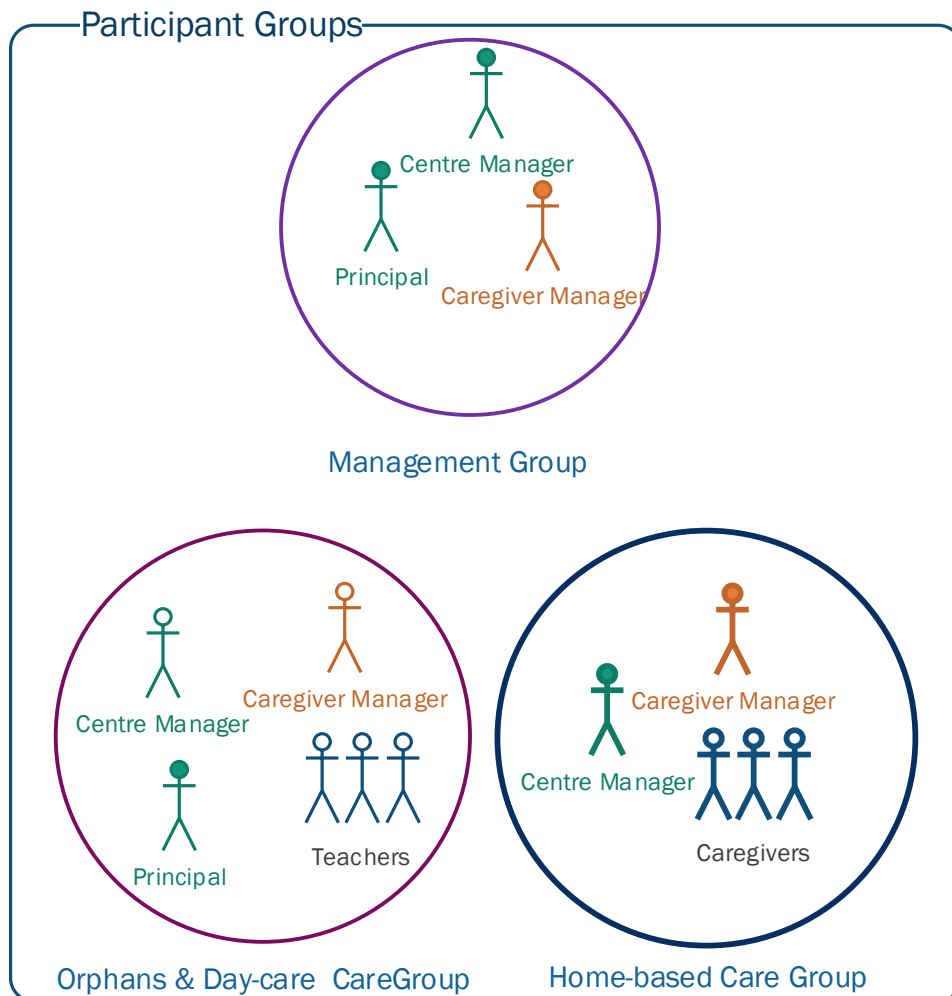 Participant Groups
Centre Manager
Principal
Caregiver Manager
Management Group
Caregiver Manager
Centre Manager
Teachers
Principal
Orphans & Day-care  CareGroup
Caregiver Manager
Centre Manager
Caregivers
Home-based Care Group